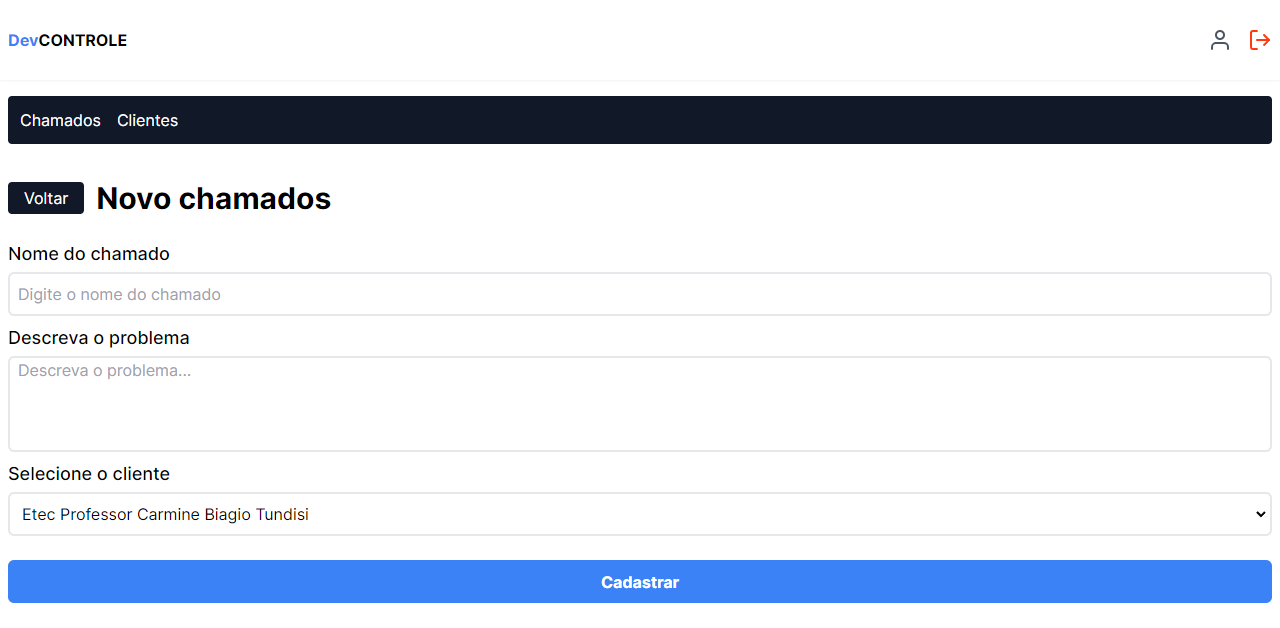 DevCONTROLE
Chamados Clientes
Voltar Novo chamados
Nome do chamado
Digite o nome do chamado
Descreva o problema
Descreva o problema...
Selecione o cliente
Etec Professor Carmine Biagio Tundisi
Cadastrar